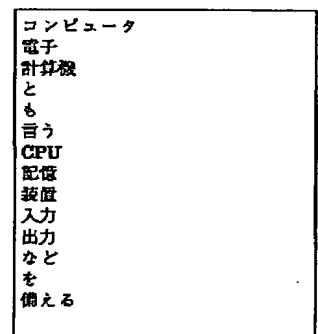 コンピュータ
電子
計算機
と
も
言う
CPU
記憶
装置
入力
出力
など
を
備える